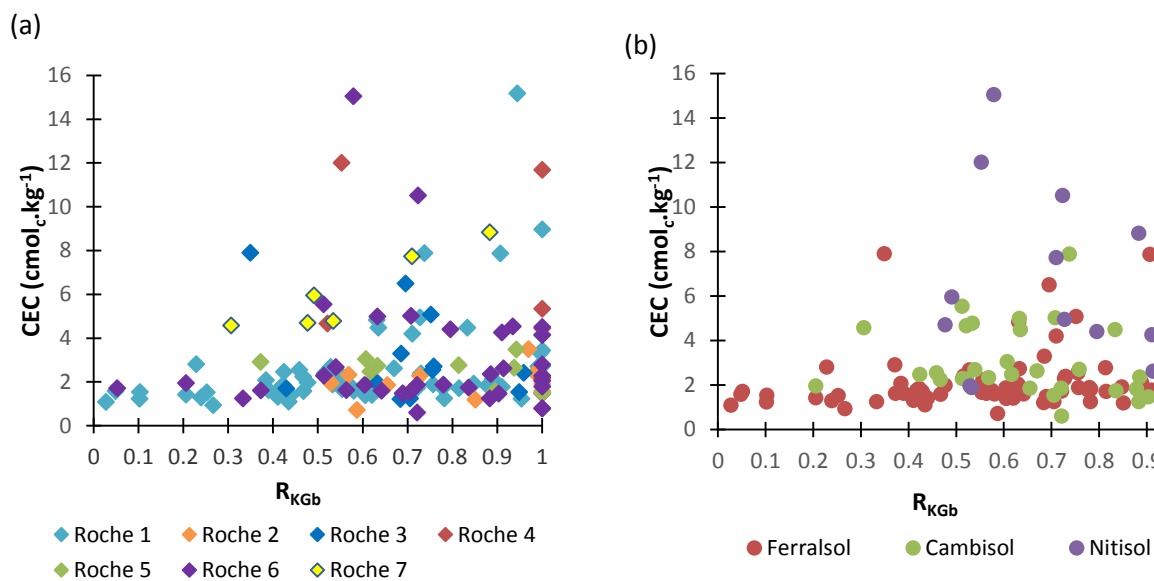 (a)
(b)
16
14
12
10
8
6
4
2
0
CEC (cmolc.kg-1)
0 0.1 0.2 0.3 0.4 0.5 0.6 0.7 0.8 0.9 1
RKGb
Roche 1 Roche 2 Roche 3 Roche 4
Roche 5 Roche 6 Roche 7
16
14
12
10
8
6
4
2
0
CEC (cmolc.kg-1)
0 0.1 0.2 0.3 0.4 0.5 0.6 0.7 0.8 0.9
RKGb
Ferralsol Cambisol Nitisol